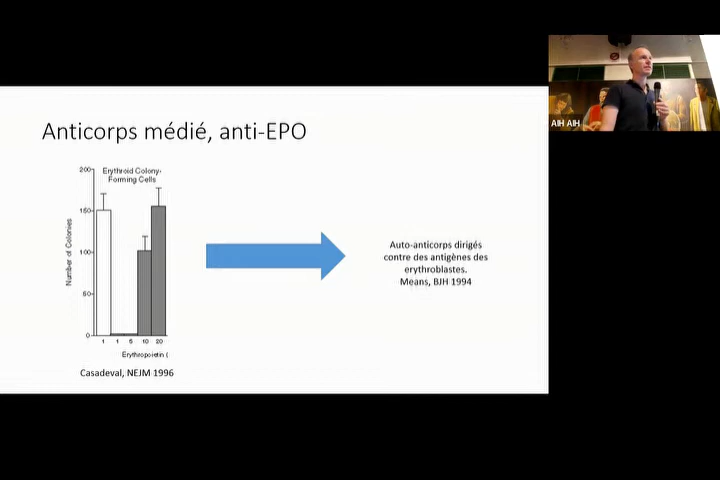 Anticorps médié, anti-EPO
Erythroid Colony-
Forming Cells
Number of Colonies
200
150
100
50
0
1 1 5 10 20
Erythropoietin (
Casadeval, NEJM 1996
Auto-anticorps dirigés
contre des antigènes des
erythroblastes.
Means, BJH 1994
AIH AIH